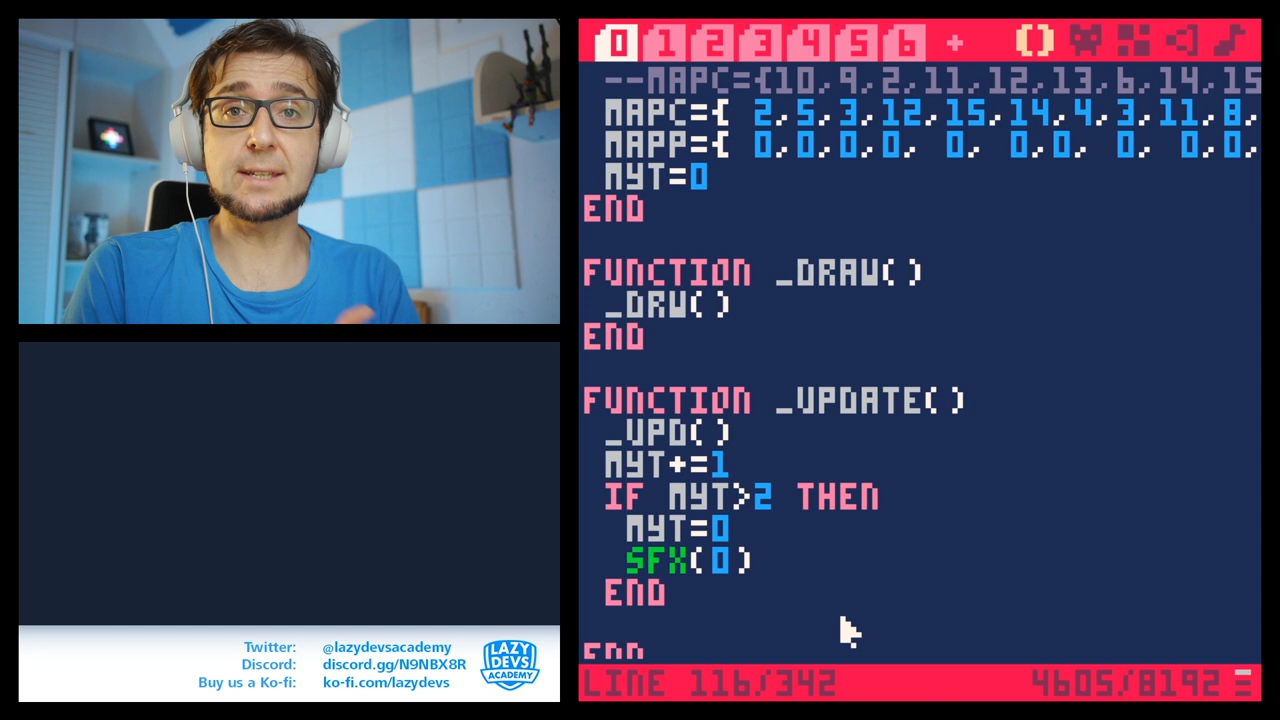 0 1 2 3 4 5 6 + ()
--MAPC={10,9,2,11,12,13,6,14,15
MAPC={ 2,5,3,12,15,14,4,3,11,8,
MAPP={ 0,0,0,0, 0, 0,0, 0, 0,0,
MYT=0
END
FUNCTION _DRAW()
_DRW()
END
FUNCTION _UPDATE()
_UPD()
MYT+=1
IF MYT>2 THEN
MYT=0
SFX(0)
END
END
LINE 116/342 4605/8192
Twitter: @lazydevsacademy
Discord: discord.gg/N9NBX8R
Buy us a Ko-fi: ko-fi.com/lazydevs
LAZY
DEVS
ACADEMY